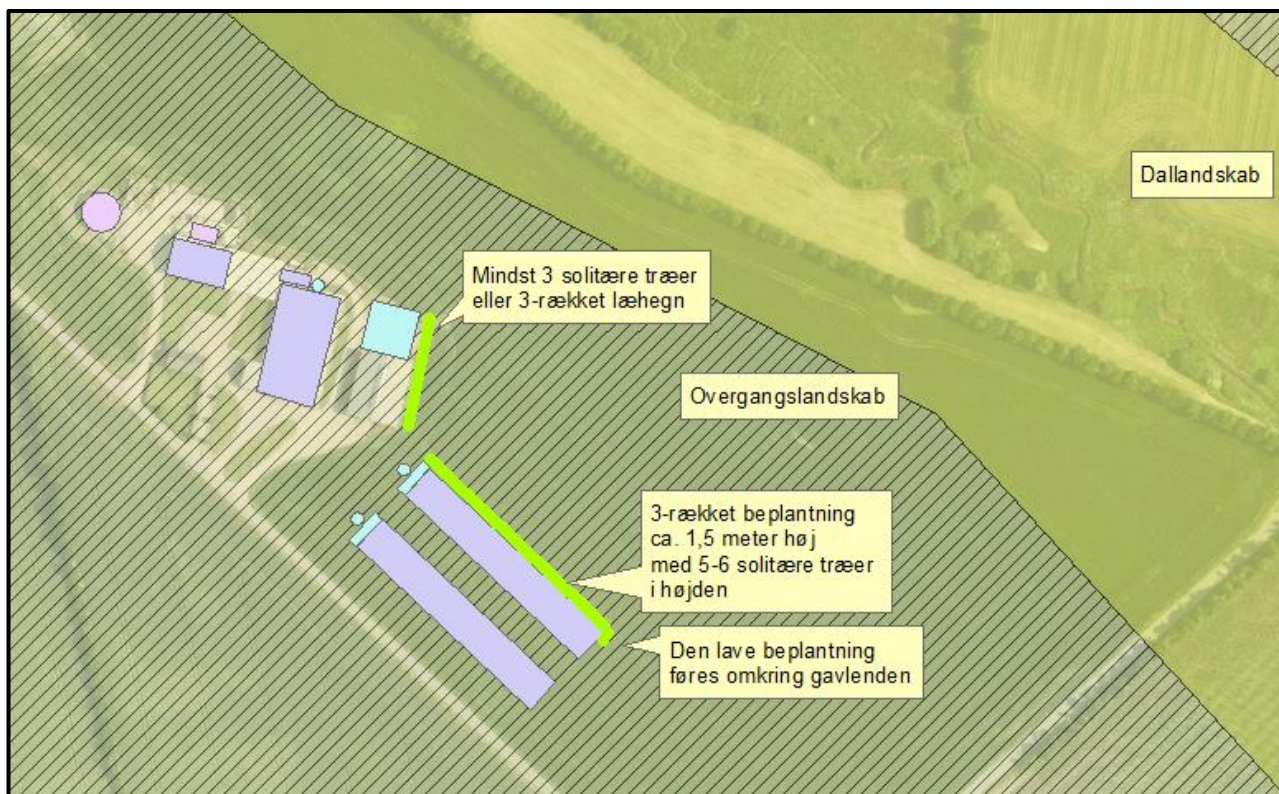 Dallandskab
Mindst 3 solitære træer
eller 3-rækket læhegn
Overgangslandskab
3-rækket beplantning
ca. 1,5 meter høj
med 5-6 solitære træer
i højden
Den lave beplantning
føres omkring gavlenden